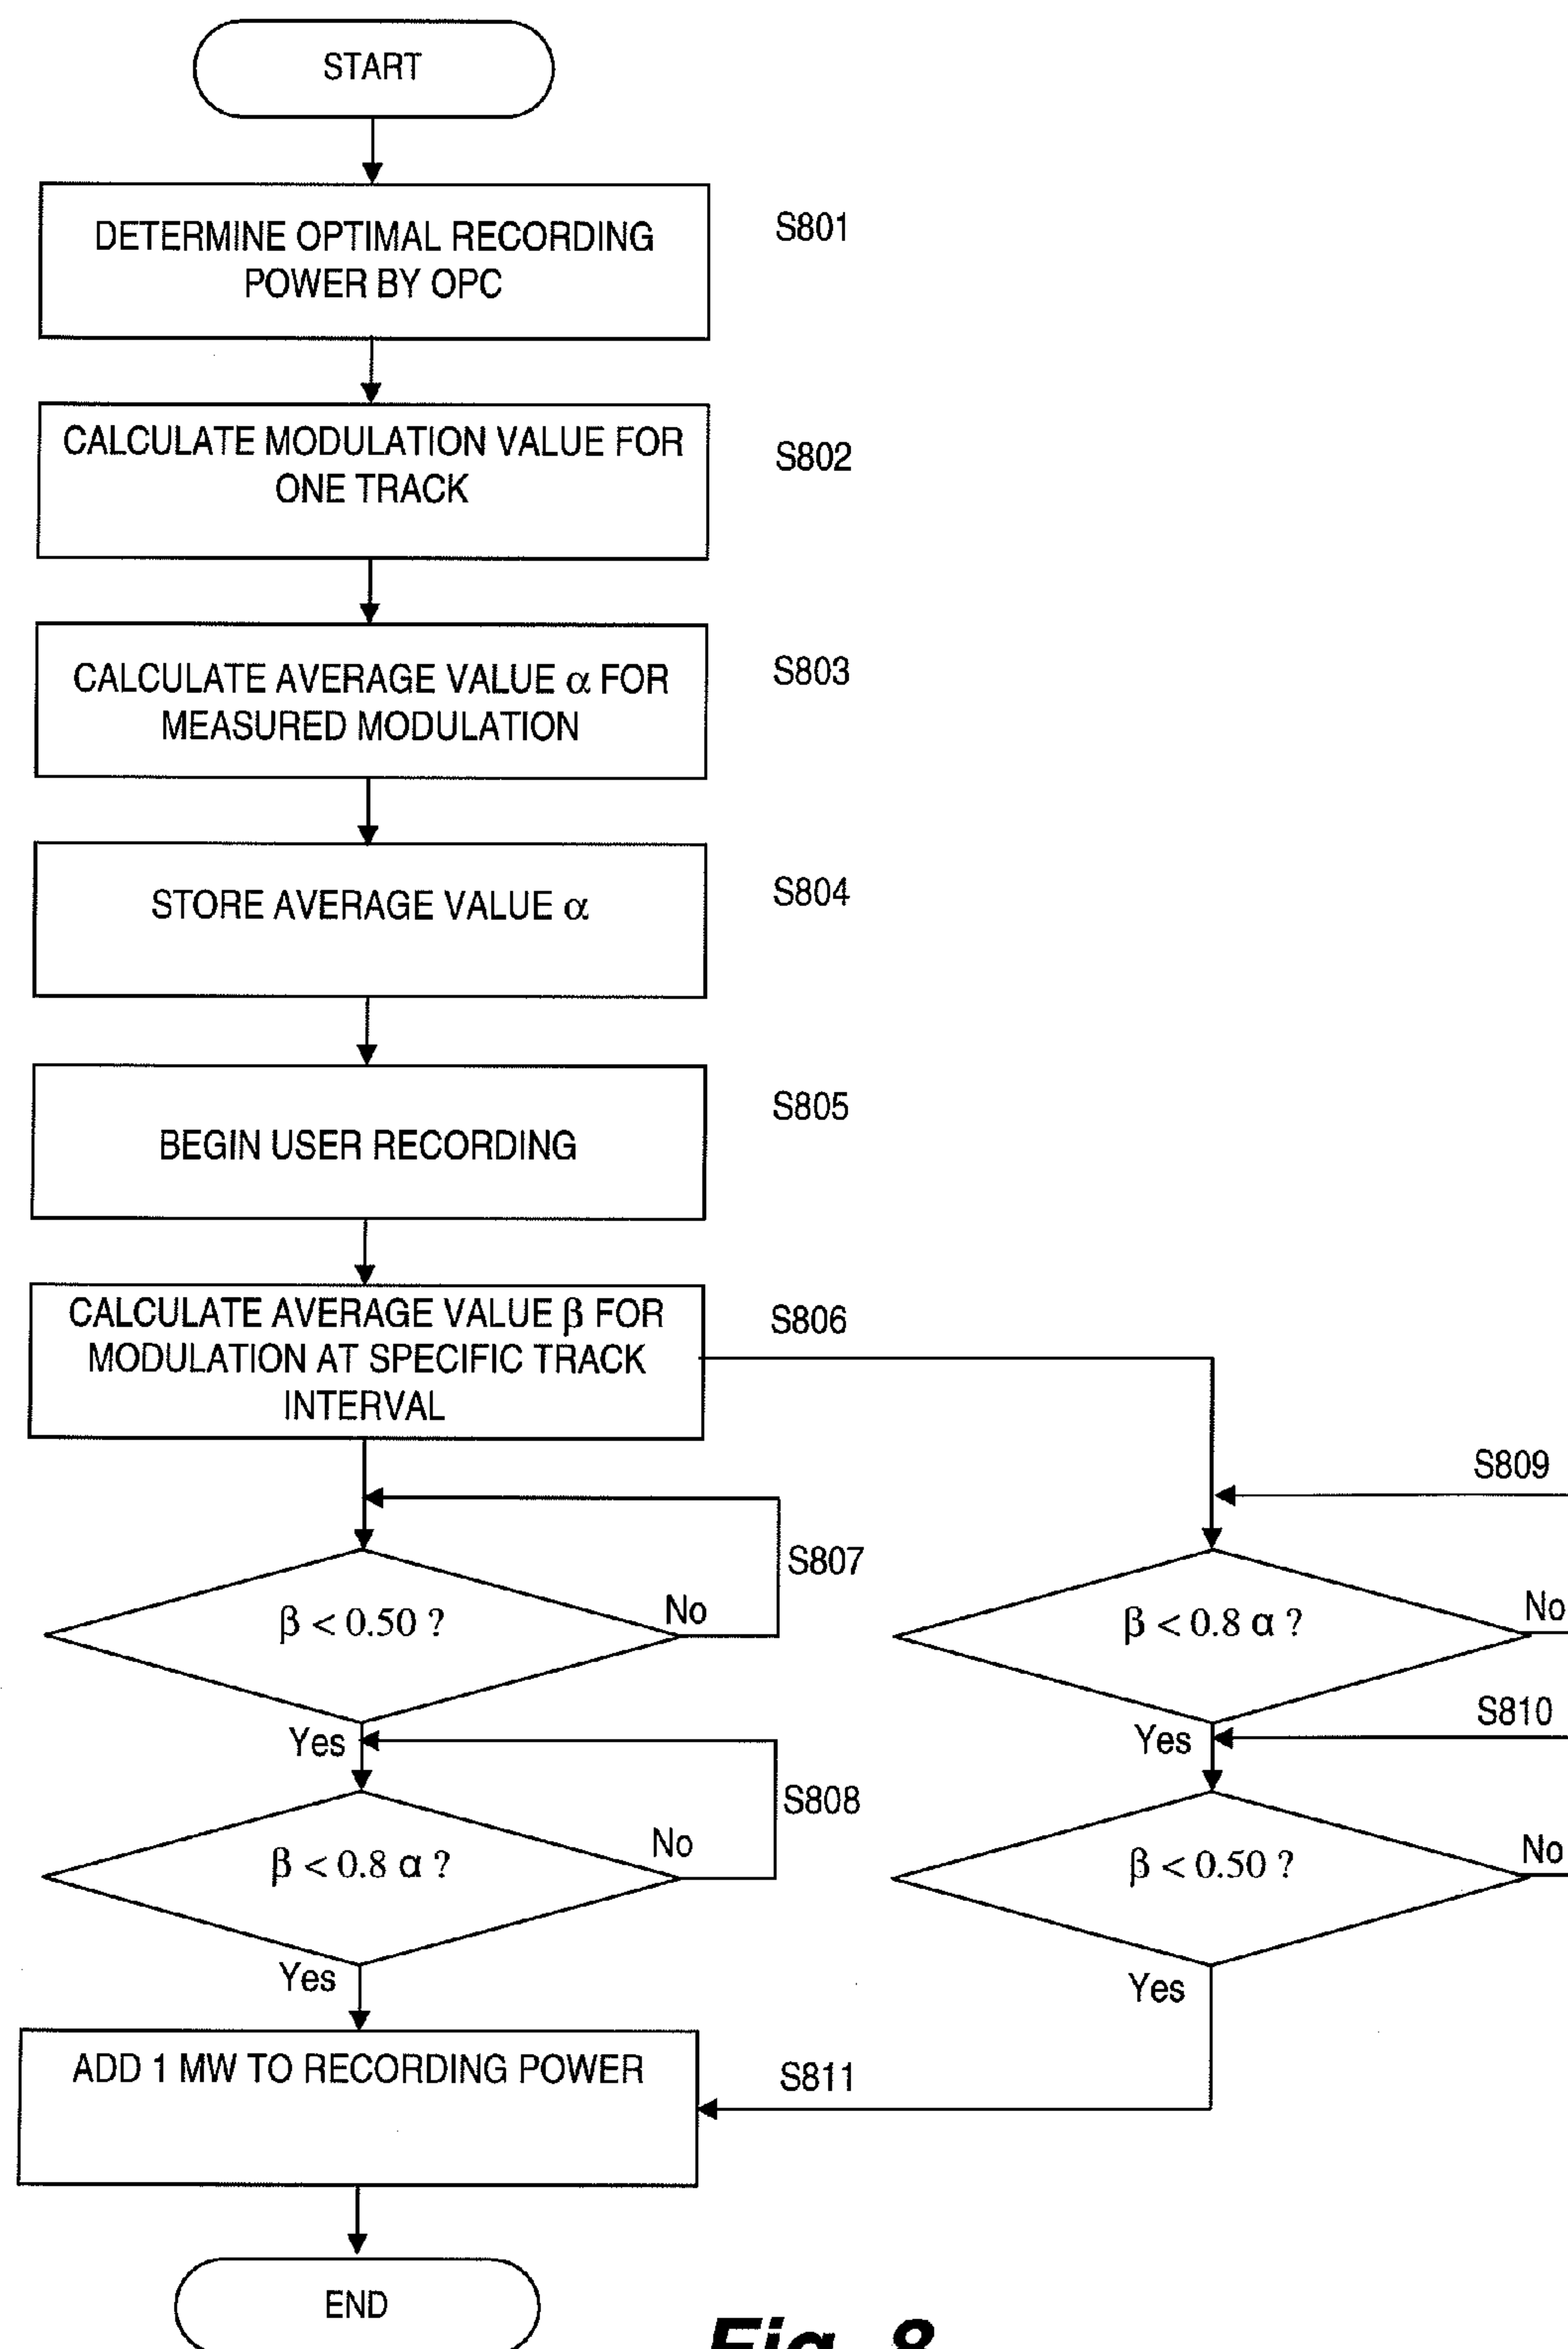 START
DETERMINE OPTIMAL RECORDING
POWER BY OPC
S801
CALCULATE MODULATION VALUE FOR
ONE TRACK
S802
CALCULATE AVERAGE VALUE α FOR
MEASURED MODULATION
S803
STORE AVERAGE VALUE α
S804
BEGIN USER RECORDING
S805
CALCULATE AVERAGE VALUE β FOR
MODULATION AT SPECIFIC TRACK
INTERVAL
S806
S809
S807
β < 0.50 ?
No
β < 0.8 α ?
No
Yes
Yes
S810
S808
β < 0.8 α ?
No
β < 0.50 ?
No
Yes
Yes
ADD 1 MW TO RECORDING POWER
S811
END
Fig. 8